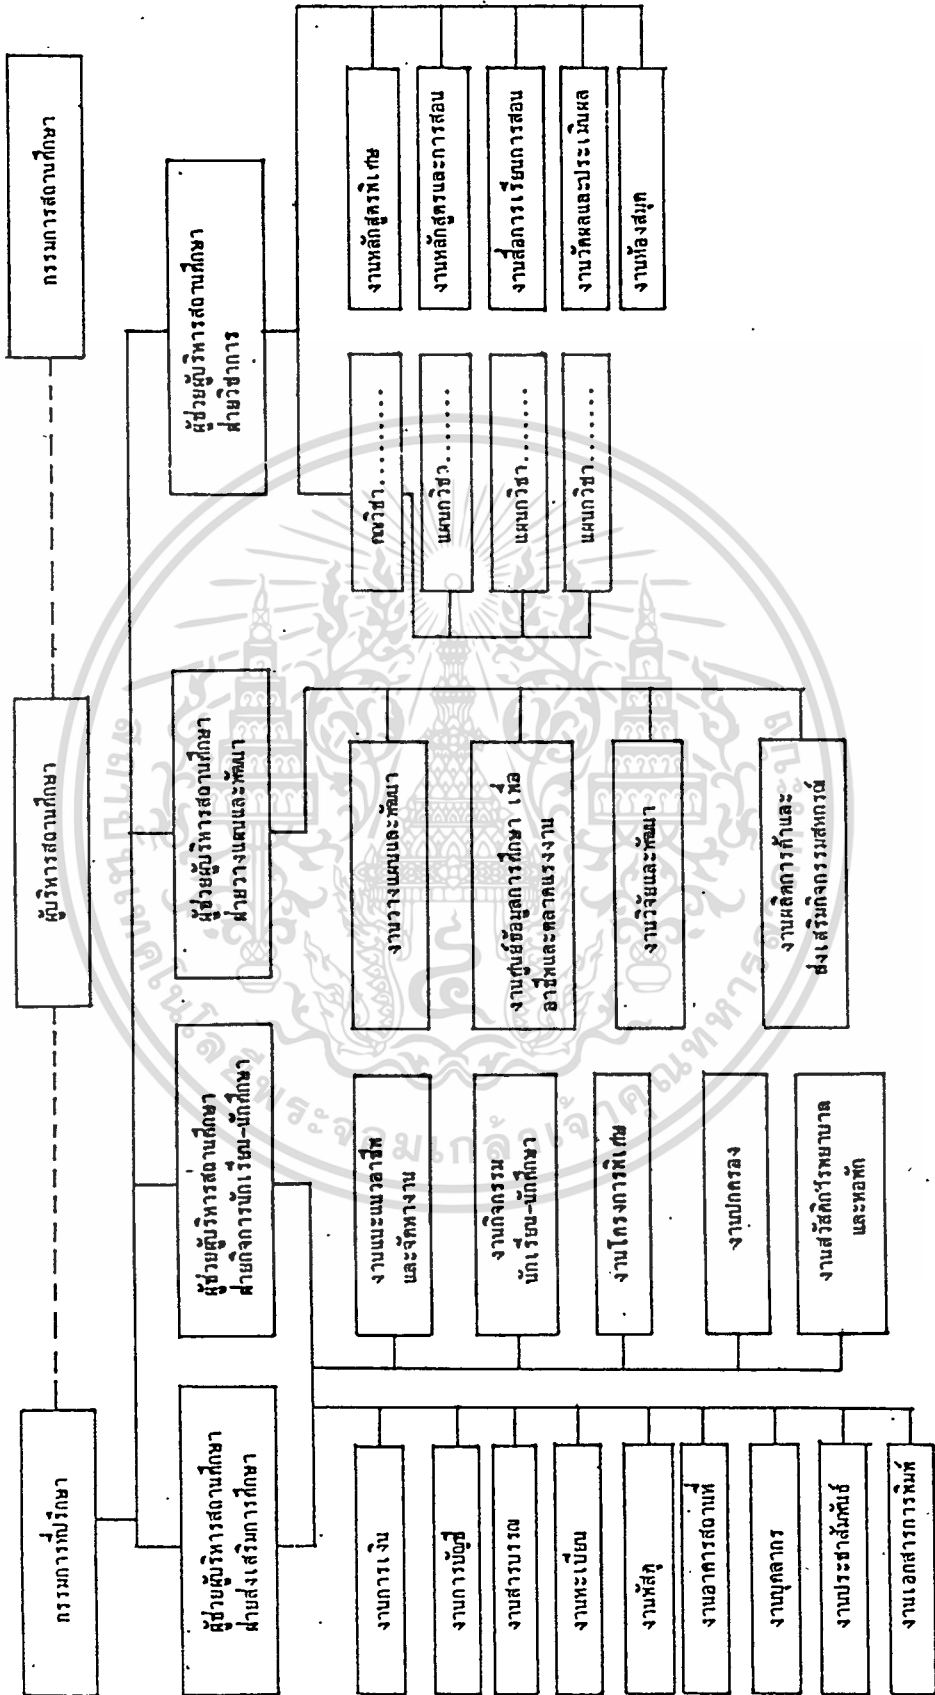 กรรมการที่ปรึกษา
ผู้บริหารสถานศึกษา
กรรมการสถานศึกษา
ผู้ช่วยผู้บริหารสถานศึกษา
ฝ่ายส่งเสริมการศึกษา
ผู้ช่วยผู้บริหารสถานศึกษา
ฝ่ายกิจการนักเรียน-นักศึกษา
ผู้ช่วยผู้บริหารสถานศึกษา
ฝ่ายวางแผนและพัฒนา
ผู้ช่วยผู้บริหารสถานศึกษา
ฝ่ายวิชาการ
งานการเงิน
งานการบัญชี
งานสารบรรณ
งานทะเบียน
งานพัสดุ
งานอาคารสถานที่
งานบุคลากร
งานประชาสัมพันธ์
งานเอกสารการพิมพ์
งานแนะแนวอาชีพ
และจัดหางาน
งานกิจกรรม
นักเรียน-นักศึกษา
งานโครงการพิเศษ
งานปกครอง
งานสวัสดิการพยาบาล
และหอพัก
งานวางแผนและพัฒนา
งานศูนย์ข้อมูลการศึกษา เพื่อ
อาชีพและตลาดแรงงาน
งานวิจัยและพัฒนา
งานผลิตการค้าและ
ส่งเสริมกิจกรรมสหกรณ์
คณวิชา.........
แผนกวิชา........
แผนกวิชา........
แผนกวิชา.......
งานหลักสูตรพิเศษ
งานหลักสูตรและการสอน
งานสื่อการเรียนการสอน
งานวัดผลและประเมินผล
งานห้องสมุด
พระจอมเกล้าเจ้าคุณทหาร